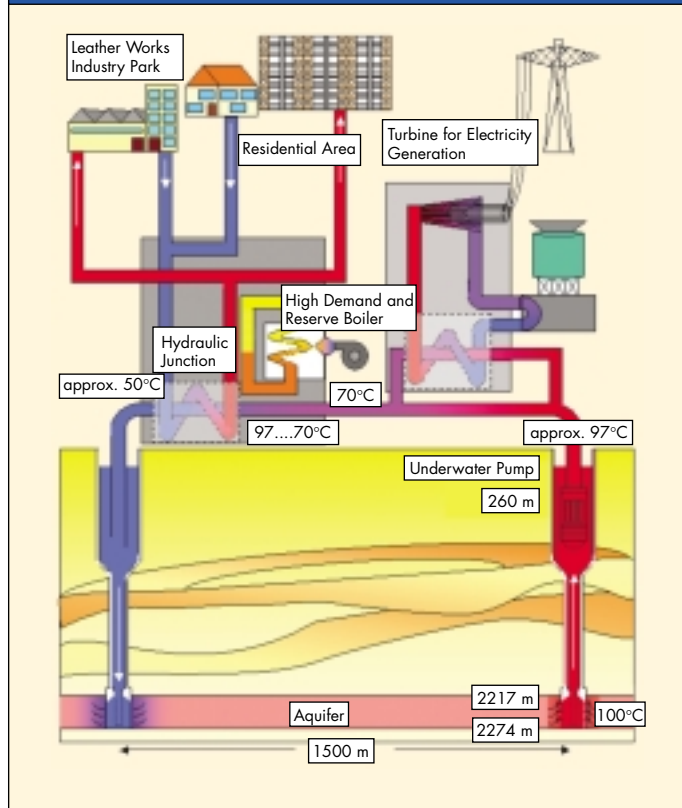 Leather Works
Industry Park
Residential Area
Turbine for Electricity
Generation
High Demand and
Reserve Boiler
Hydraulic
Junction
approx. 50°C
70°C
97....70°C
approx. 97°C
Underwater Pump
260 m
2217 m
Aquifer
100°C
2274 m
1500 m